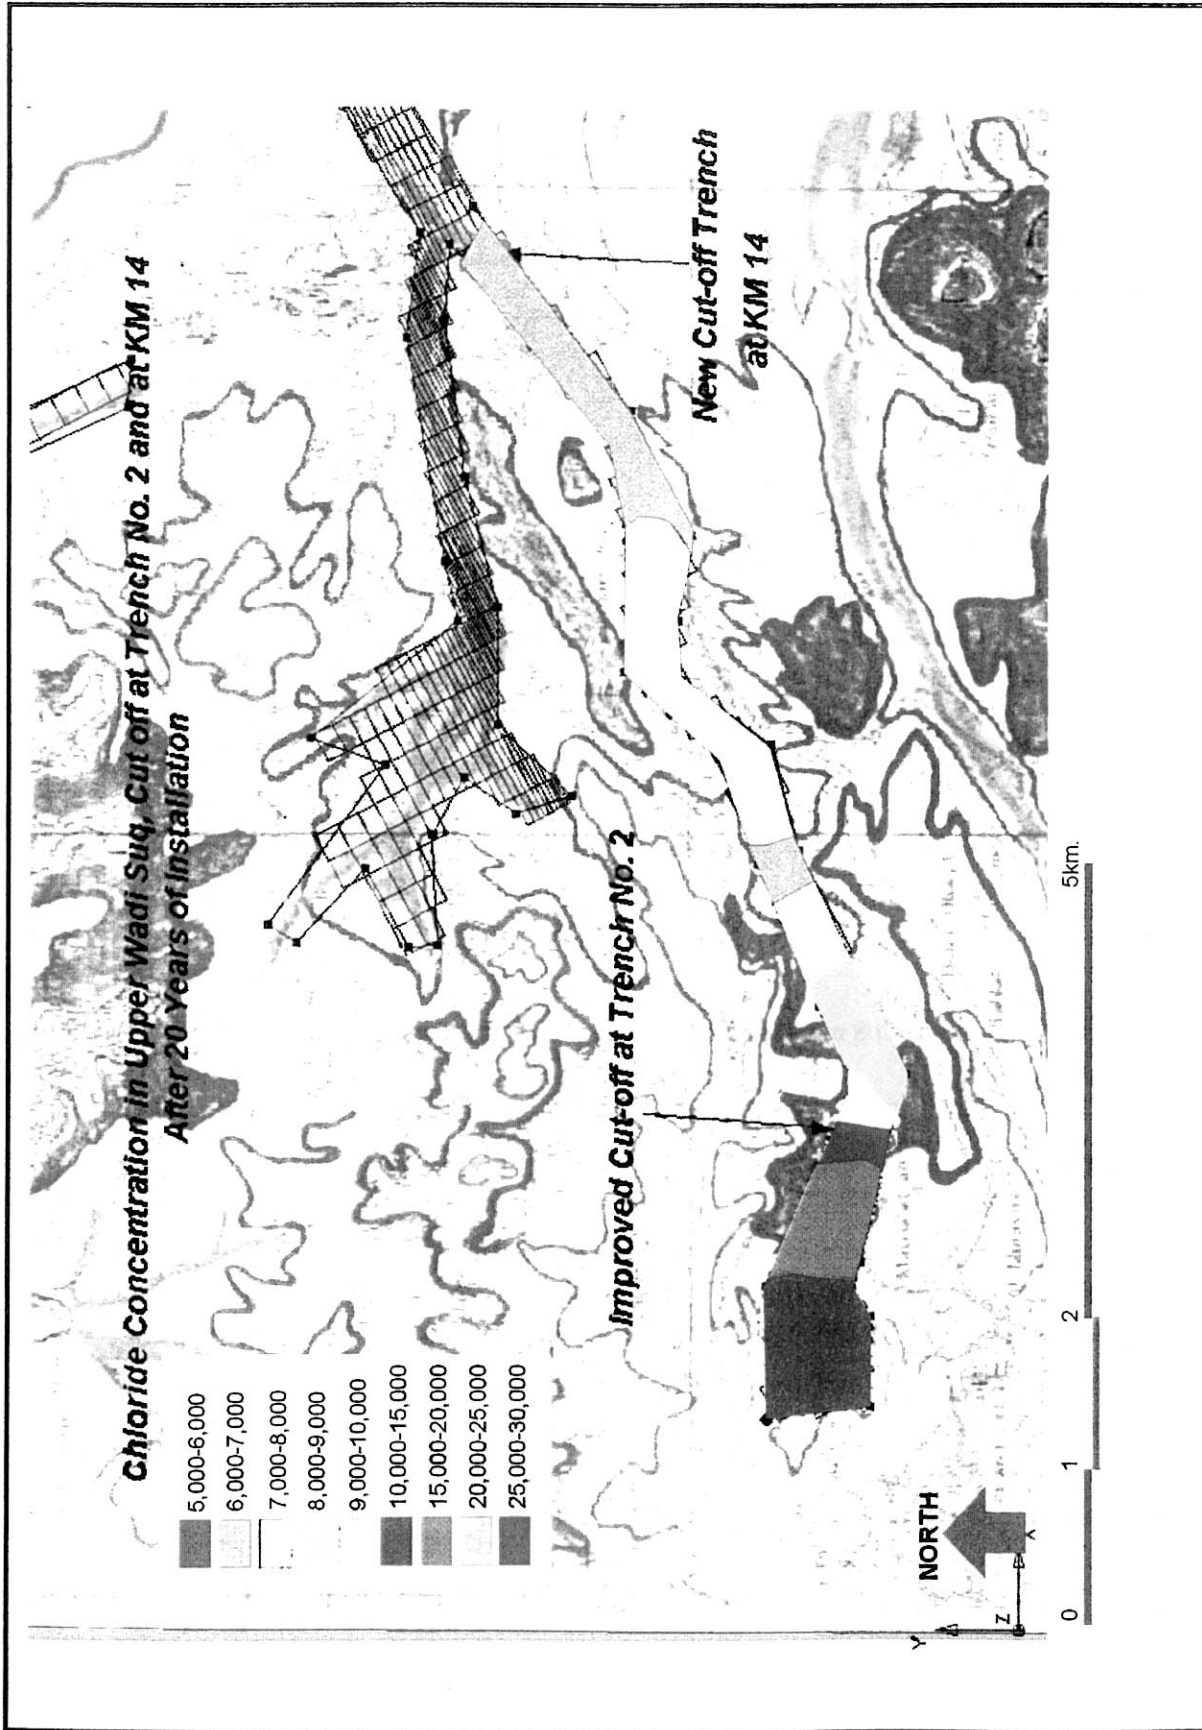 Chloride Concentration in Upper Wadi Suq, Cut off at Trench No. 2 and at KM 14
After 20 Years of Installation
5,000-6,000
6,000-7,000
7,000-8,000
8,000-9,000
9,000-10,000
10,000-15,000
15,000-20,000
20,000-25,000
25,000-30,000
Improved Cut-off at Trench No. 2
New Cut-off Trench
at KM 14
NORTH
Y
Z
X
0
1
2
5km.